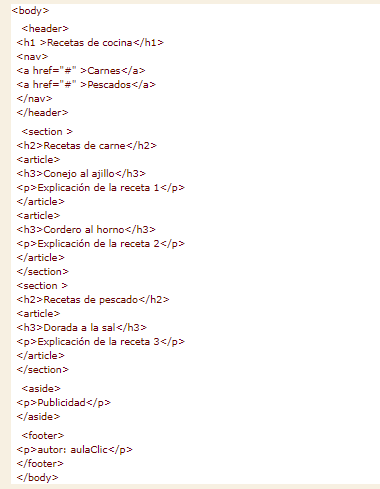 <body>
<header>
<h1 >Recetas de cocina</h1>
<nav>
<a href="#" >Carnes</a>
<a href="#" >Pescados</a>
</nav>
</header>
<section >
<h2>Recetas de carne</h2>
<article>
<h3>Conejo al ajillo</h3>
<p>Explicación de la receta 1</p>
</article>
<article>
<h3>Cordero al horno</h3>
<p>Explicación de la receta 2</p>
</article>
</section>
<section >
<h2>Recetas de pescado</h2>
<article>
<h3>Dorada a la sal</h3>
<p>Explicación de la receta 3</p>
</article>
</section>
<aside>
<p>Publicidad</p>
</aside>
<footer>
<p>autor: aulaClic</p>
</footer>
</body>